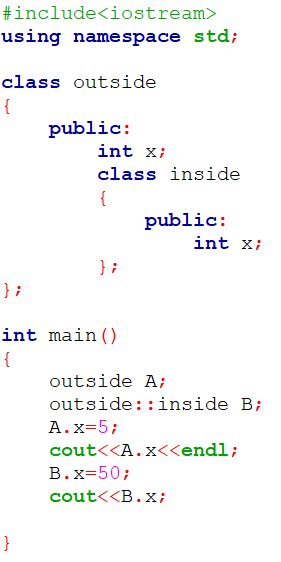 #include<iostream>
using namespace std;
class outside
{
public:
int x;
class inside
{
public:
int x;
};
};
int main()
{
outside A;
outside::inside B;
A.x=5;
cout<<A.x<<endl;
B.x=50;
cout<<B.x;
}